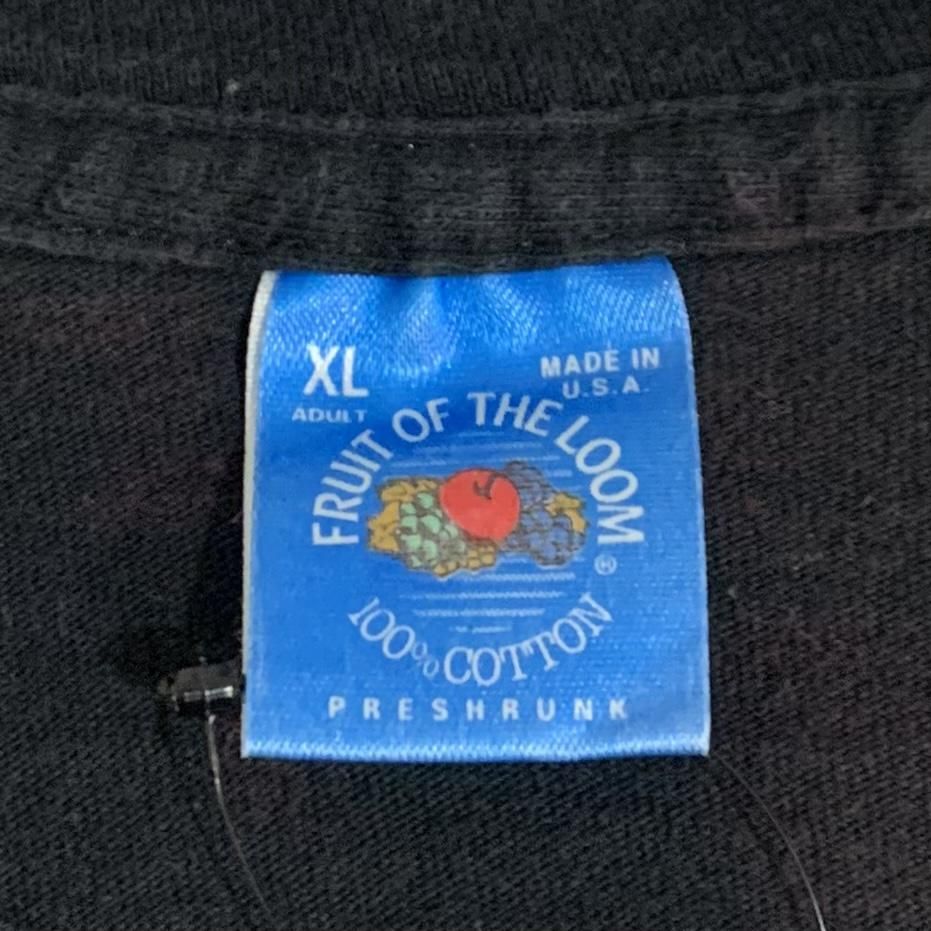 XL
ADULT
MADE IN
U.S.A.
FRUIT OF THE LOOM
®
100% COTTON
PRESHRUNK